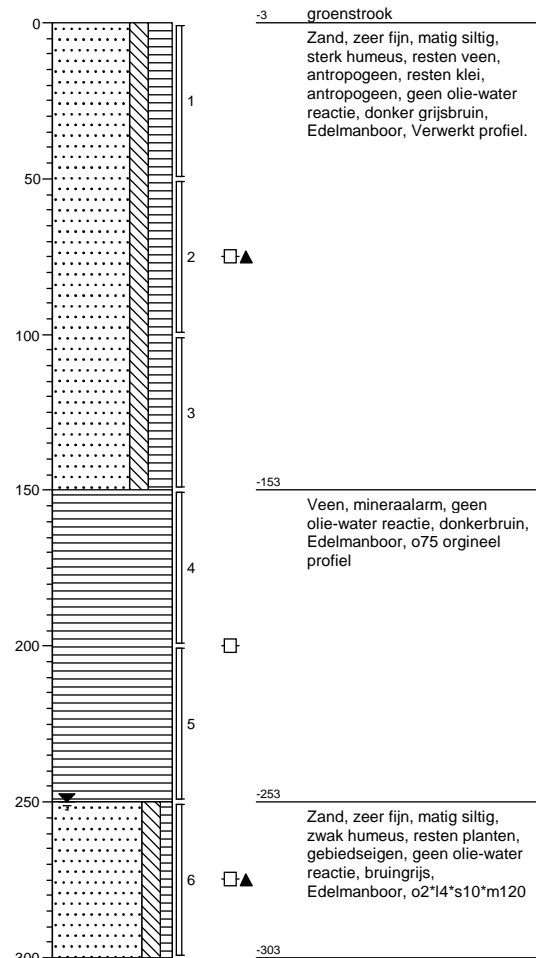 0
-3 groenstrook
Zand, zeer fijn, matig siltig,
sterk humeus, resten veen,
antropogeen, resten klei,
antropogeen, geen olie-water
reactie, donker grijsbruin,
Edelmanboor, Verwerkt profiel.
1
50
2
100
3
150
-153
Veen, mineraalarm, geen
olie-water reactie, donkerbruin,
Edelmanboor, o75 orgineel
profiel
4
200
5
250
-253
Zand, zeer fijn, matig siltig,
zwak humeus, resten planten,
gebiedseigen, geen olie-water
reactie, bruingrijs,
Edelmanboor, o2*l4*s10*m120
6
300
-303